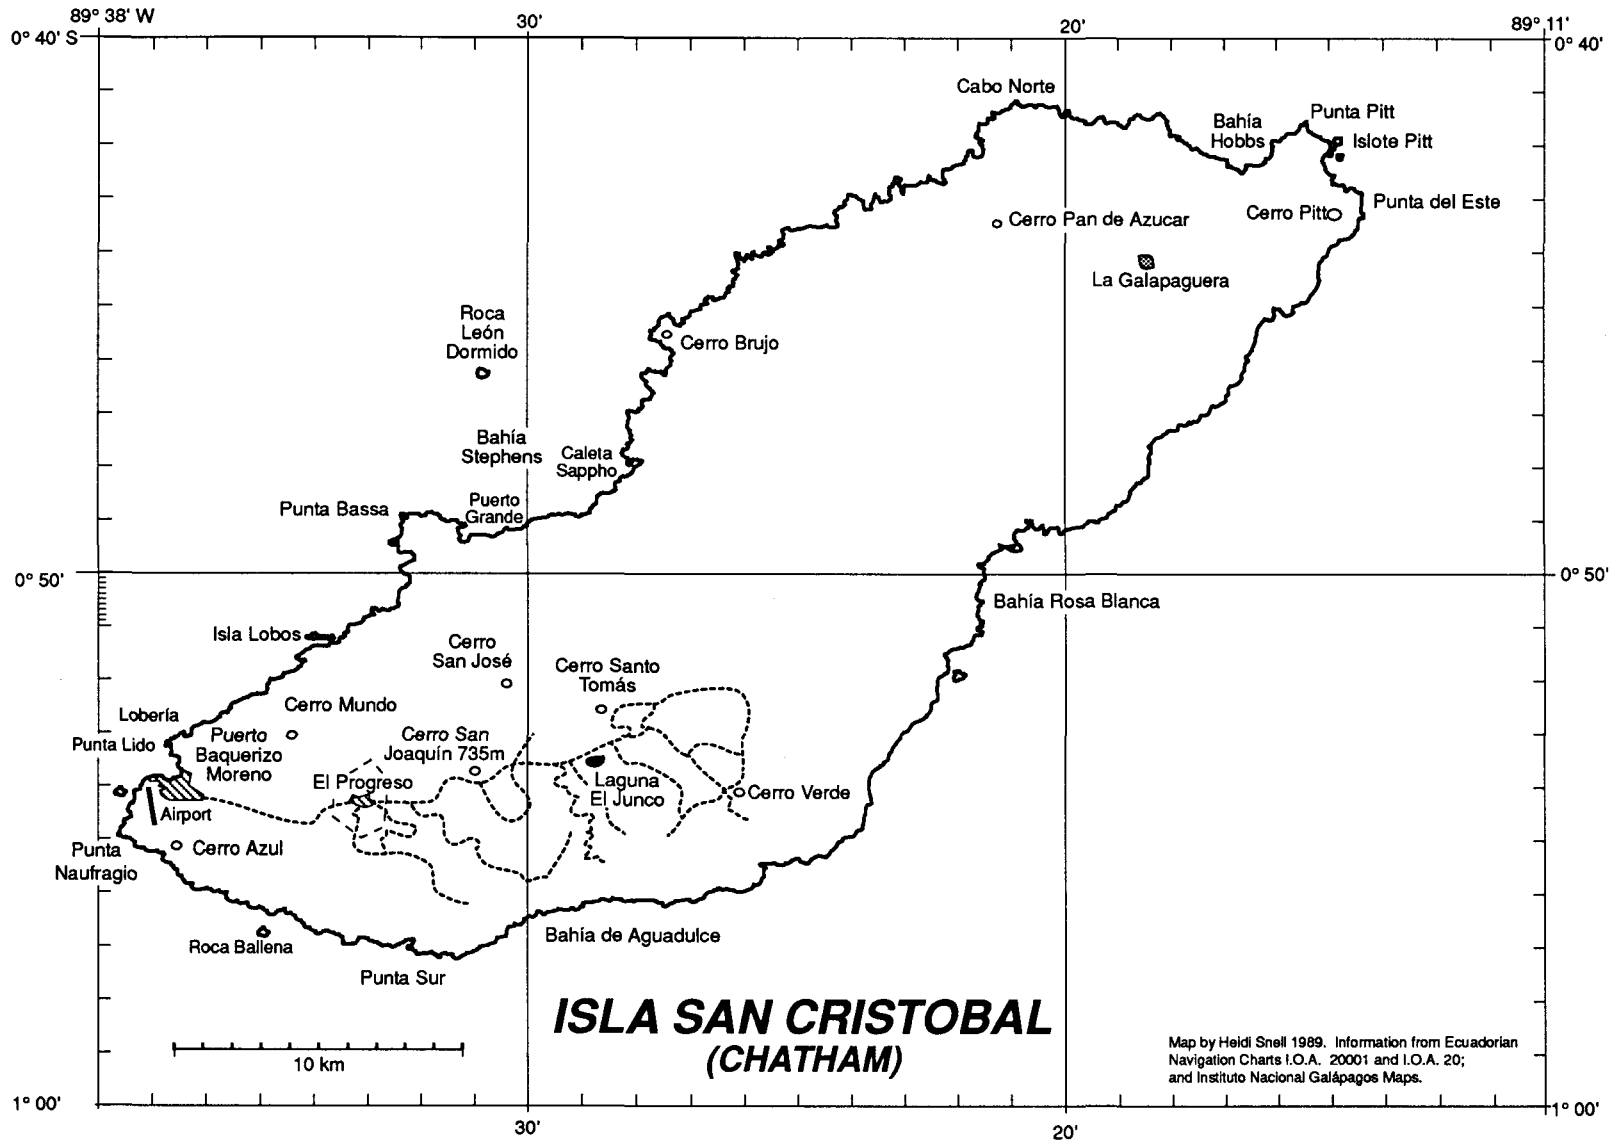 89° 38' W
30'
20'
89° 11'
0° 40' S
0° 40'
Cabo Norte
Punta Pitt
Bahía
Hobbs
Islote Pitt
Punta del Este
Cerro Pitt
Cerro Pan de Azucar
La Galapaguera
Roca
León
Dormido
Cerro Brujo
Bahía
Stephens
Caleta
Sappho
Punta Bassa
Puerto
Grande
0° 50'
0° 50'
Bahía Rosa Blanca
Isla Lobos
Cerro
San José
Cerro Santo
Tomás
Cerro Mundo
Lobería
Punta Lido
Puerto
Baquerizo
Moreno
Cerro San
Joaquín 735m
El Progreso
Laguna
El Junco
Cerro Verde
Airport
Cerro Azul
Punta
Naufragio
Roca Ballena
Bahía de Aguadulce
Punta Sur
ISLA SAN CRISTOBAL
(CHATHAM)
10 km
Map by Heidi Snell 1989. Information from Ecuadorian
Navigation Charts I.O.A. 20001 and I.O.A. 20;
and Instituto Nacional Galápagos Maps.
1° 00'
1° 00'
30'
20'